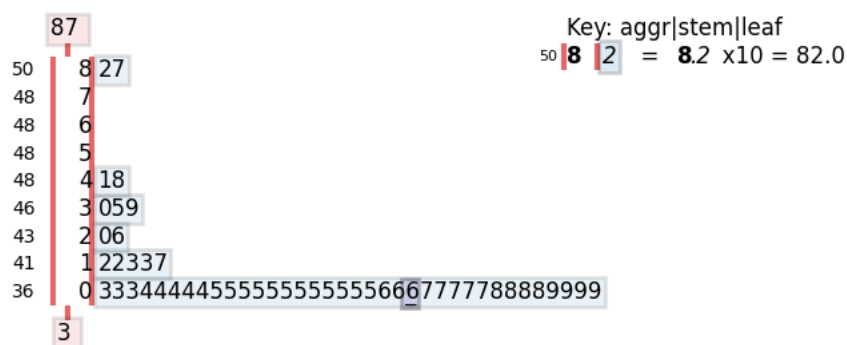 87
Key: aggr|stem|leaf
50 8 2 = 8.2 x10 = 82.0
50 8 27
48 7
48 6
48 5
48 4 18
46 3 059
43 2 06
41 1 22337
36 0 333444445555555555556667777788889999
3